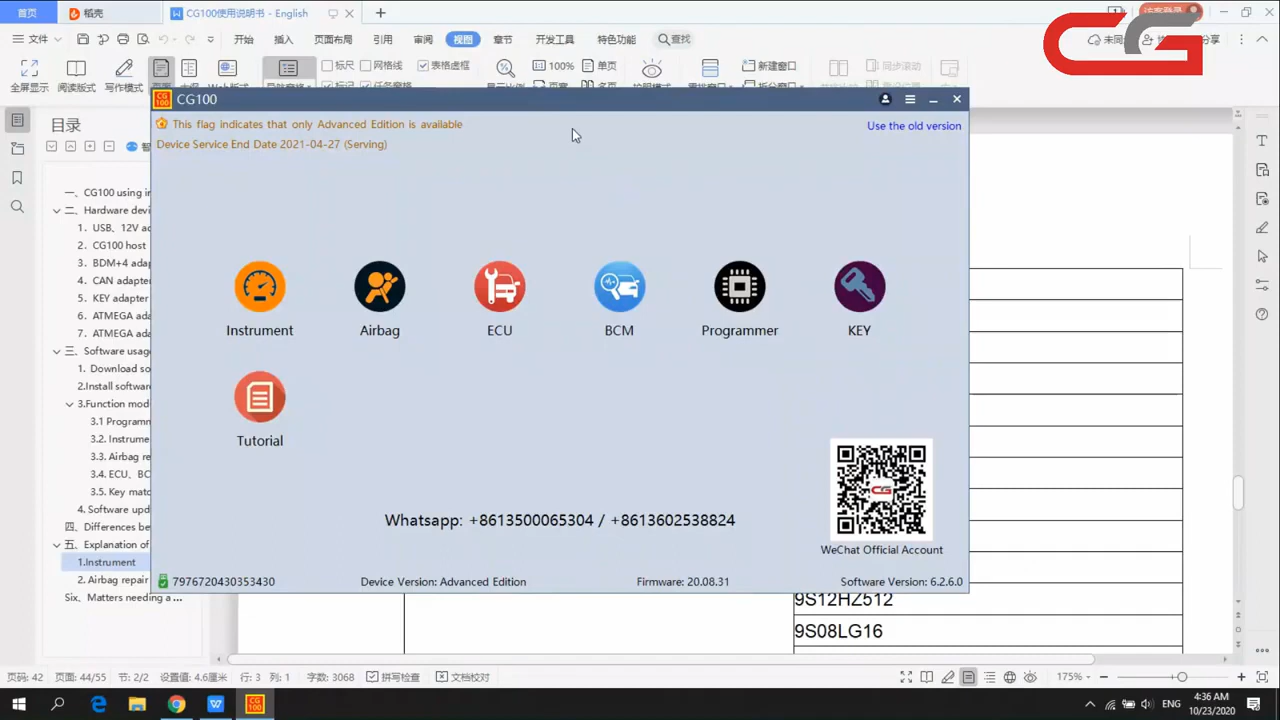 首页
稻壳
CG100使用说明书 - English
文件
开始
插入
页面布局
引用
审阅
视图
章节
开发工具
特色功能
查找
CG
全屏显示
阅读版式
写作模式
标尺
网格线
表格虚框
100%
单页
新建窗口
同步滚动
CG100
This flag indicates that only Advanced Edition is available
Use the old version
Device Service End Date 2021-04-27 (Serving)
Instrument
Airbag
ECU
BCM
Programmer
KEY
Tutorial
CG
Whatsapp: +8613500065304 / +8613602538824
WeChat Official Account
7976720430353430
Device Version: Advanced Edition
Firmware: 20.08.31
Software Version: 6.2.6.0
目录
一、CG100 using in
二、Hardware devi
1．USB、12V a
2．CG100 host
3．BDM+4 adap
4．CAN adapter
5．KEY adapter
6．ATMEGA
7．ATMEGA
三、Software usag
1. Download so
2.Install softwa
3.Function mod
3.1 Programm
3.2. Instrume
3.3. Airbag re
3.4. ECU、BC
3.5. Key matc
4. Software upd
四、Differences be
五、Explanation of
1.Instrument
2. Airbag repair
Six、Matters needing a ...
9S12HZ512
9S08LG16
页码: 42
页面: 44/55
节: 2/2
设置值: 4.6厘米
行: 1
字数: 3068
拼写检查
文档校对
175%
ENG
4:36 AM
10/23/2020